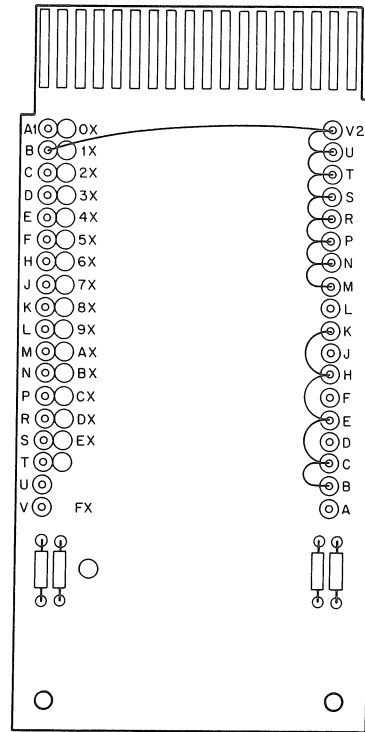 A1 0X V2
B 1X U
C 2X T
D 3X S
E 4X R
F 5X P
H 6X N
J 7X M
K 8X L
L 9X K
M AX J
N BX H
P CX F
R DX E
S EX D
T C
U B
V FX A